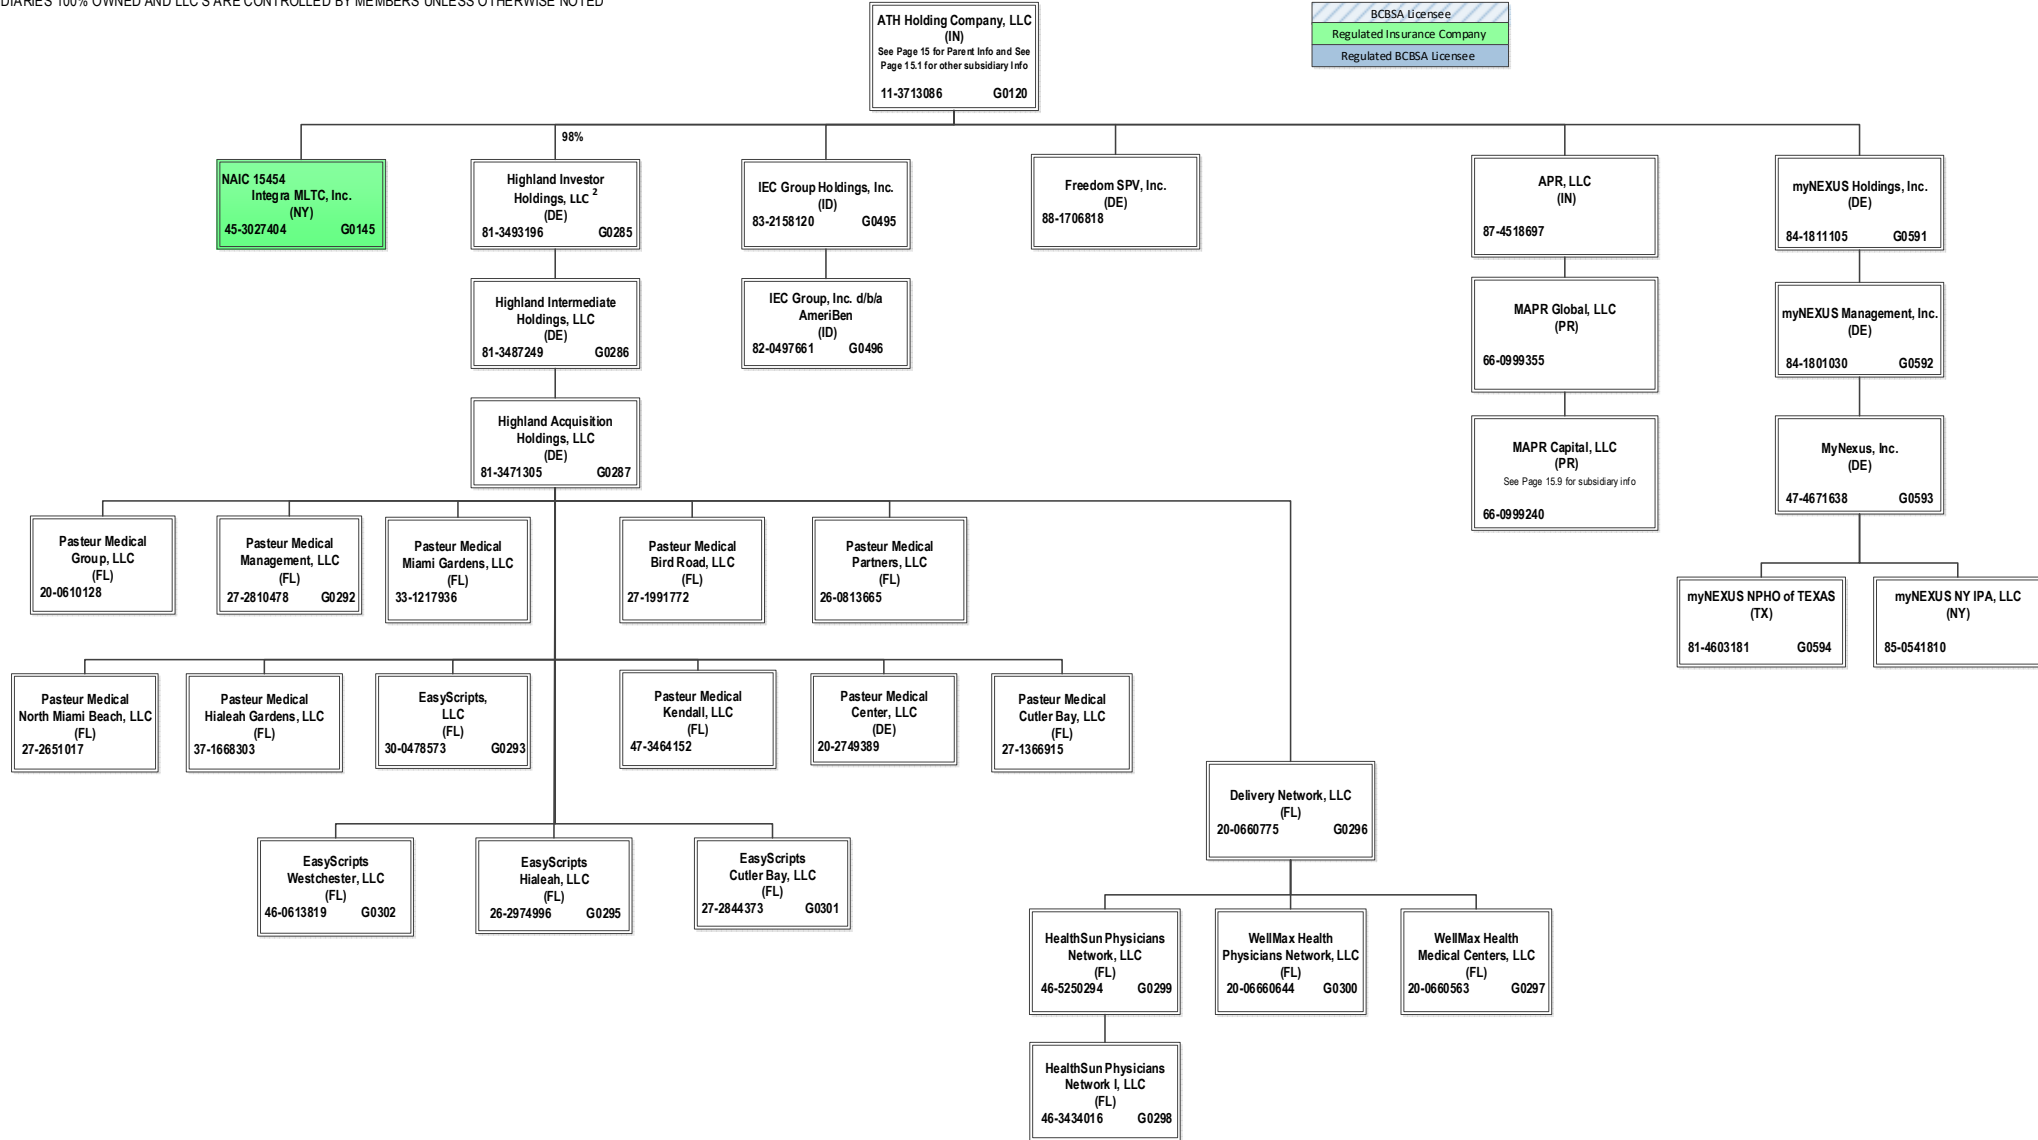 DIARIES 100% OWNED AND LLC'S ARE CONTROLLED BY MEMBERS UNLESS OTHERWISE NOTED
ATH Holding Company, LLC
(IN)
See Page 15 for Parent Info and See
Page 15.1 for other subsidiary Info
11-3713086 G0120
BCBSA Licensee
Regulated Insurance Company
Regulated BCBSA Licensee
98%
NAIC 15454
Integra MLTC, Inc.
(NY)
45-3027404 G0145
Highland Investor
Holdings, LLC 2
(DE)
81-3493196 G0285
IEC Group Holdings, Inc.
(ID)
83-2158120 G0495
Freedom SPV, Inc.
(DE)
88-1706818
APR, LLC
(IN)
87-4518697
myNEXUS Holdings, Inc.
(DE)
84-1811105 G0591
Highland Intermediate
Holdings, LLC
(DE)
81-3487249 G0286
IEC Group, Inc. d/b/a
AmeriBen
(ID)
82-0497661 G0496
MAPR Global, LLC
(PR)
66-0999355
myNEXUS Management, Inc.
(DE)
84-1801030 G0592
Highland Acquisition
Holdings, LLC
(DE)
81-3471305 G0287
MAPR Capital, LLC
(PR)
See Page 15.9 for subsidiary info
66-0999240
MyNexus, Inc.
(DE)
47-4671638 G0593
Pasteur Medical
Group, LLC
(FL)
20-0610128
Pasteur Medical
Management, LLC
(FL)
27-2810478 G0292
Pasteur Medical
Miami Gardens, LLC
(FL)
33-1217936
Pasteur Medical
Bird Road, LLC
(FL)
27-1991772
Pasteur Medical
Partners, LLC
(FL)
26-0813665
myNEXUS NPHO of TEXAS
(TX)
81-4603181 G0594
myNEXUS NY IPA, LLC
(NY)
85-0541810
Pasteur Medical
North Miami Beach, LLC
(FL)
27-2651017
Pasteur Medical
Hialeah Gardens, LLC
(FL)
37-1668303
EasyScripts,
LLC
(FL)
30-0478573 G0293
Pasteur Medical
Kendall, LLC
(FL)
47-3464152
Pasteur Medical
Center, LLC
(DE)
20-2749389
Pasteur Medical
Cutler Bay, LLC
(FL)
27-1366915
Delivery Network, LLC
(FL)
20-0660775 G0296
EasyScripts
Westchester, LLC
(FL)
46-0613819 G0302
EasyScripts
Hialeah, LLC
(FL)
26-2974996 G0295
EasyScripts
Cutler Bay, LLC
(FL)
27-2844373 G0301
HealthSun Physicians
Network, LLC
(FL)
46-5250294 G0299
WellMax Health
Physicians Network, LLC
(FL)
20-06660644 G0300
WellMax Health
Medical Centers, LLC
(FL)
20-0660563 G0297
HealthSun Physicians
Network I, LLC
(FL)
46-3434016 G0298